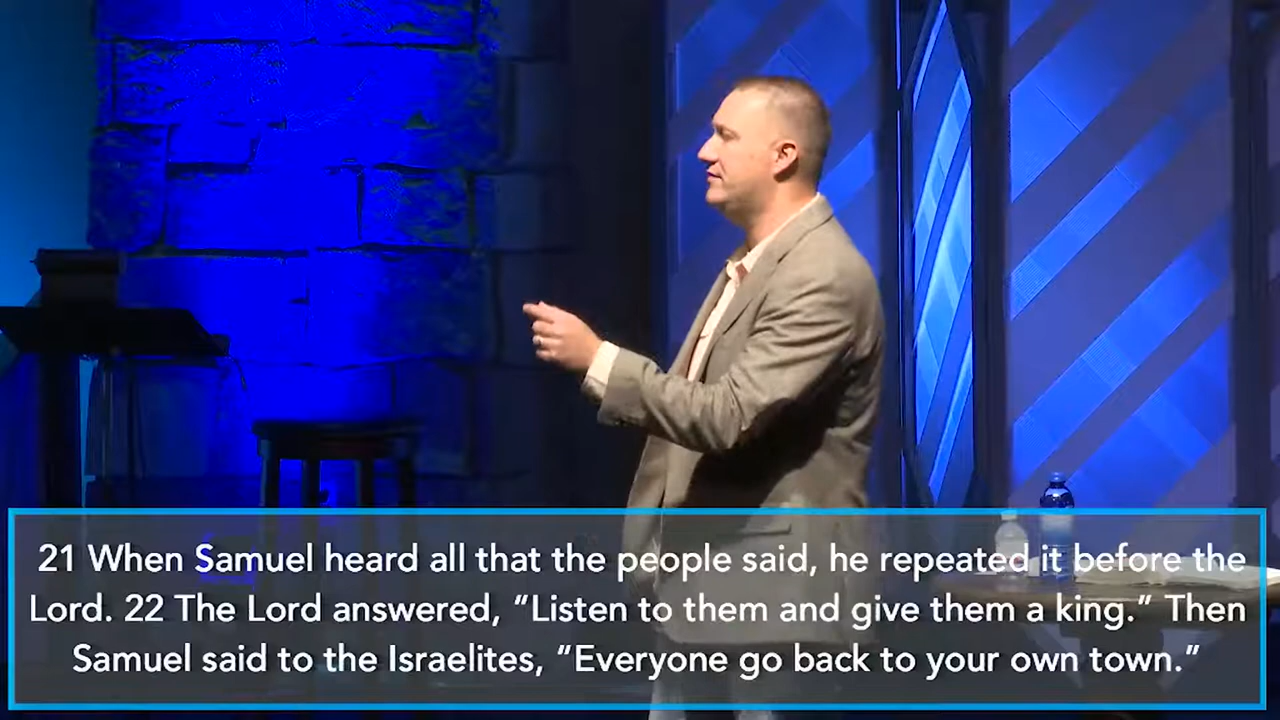 21 When Samuel heard all that the people said, he repeated it before the
Lord. 22 The Lord answered, “Listen to them and give them a king.” Then
Samuel said to the Israelites, “Everyone go back to your own town.”